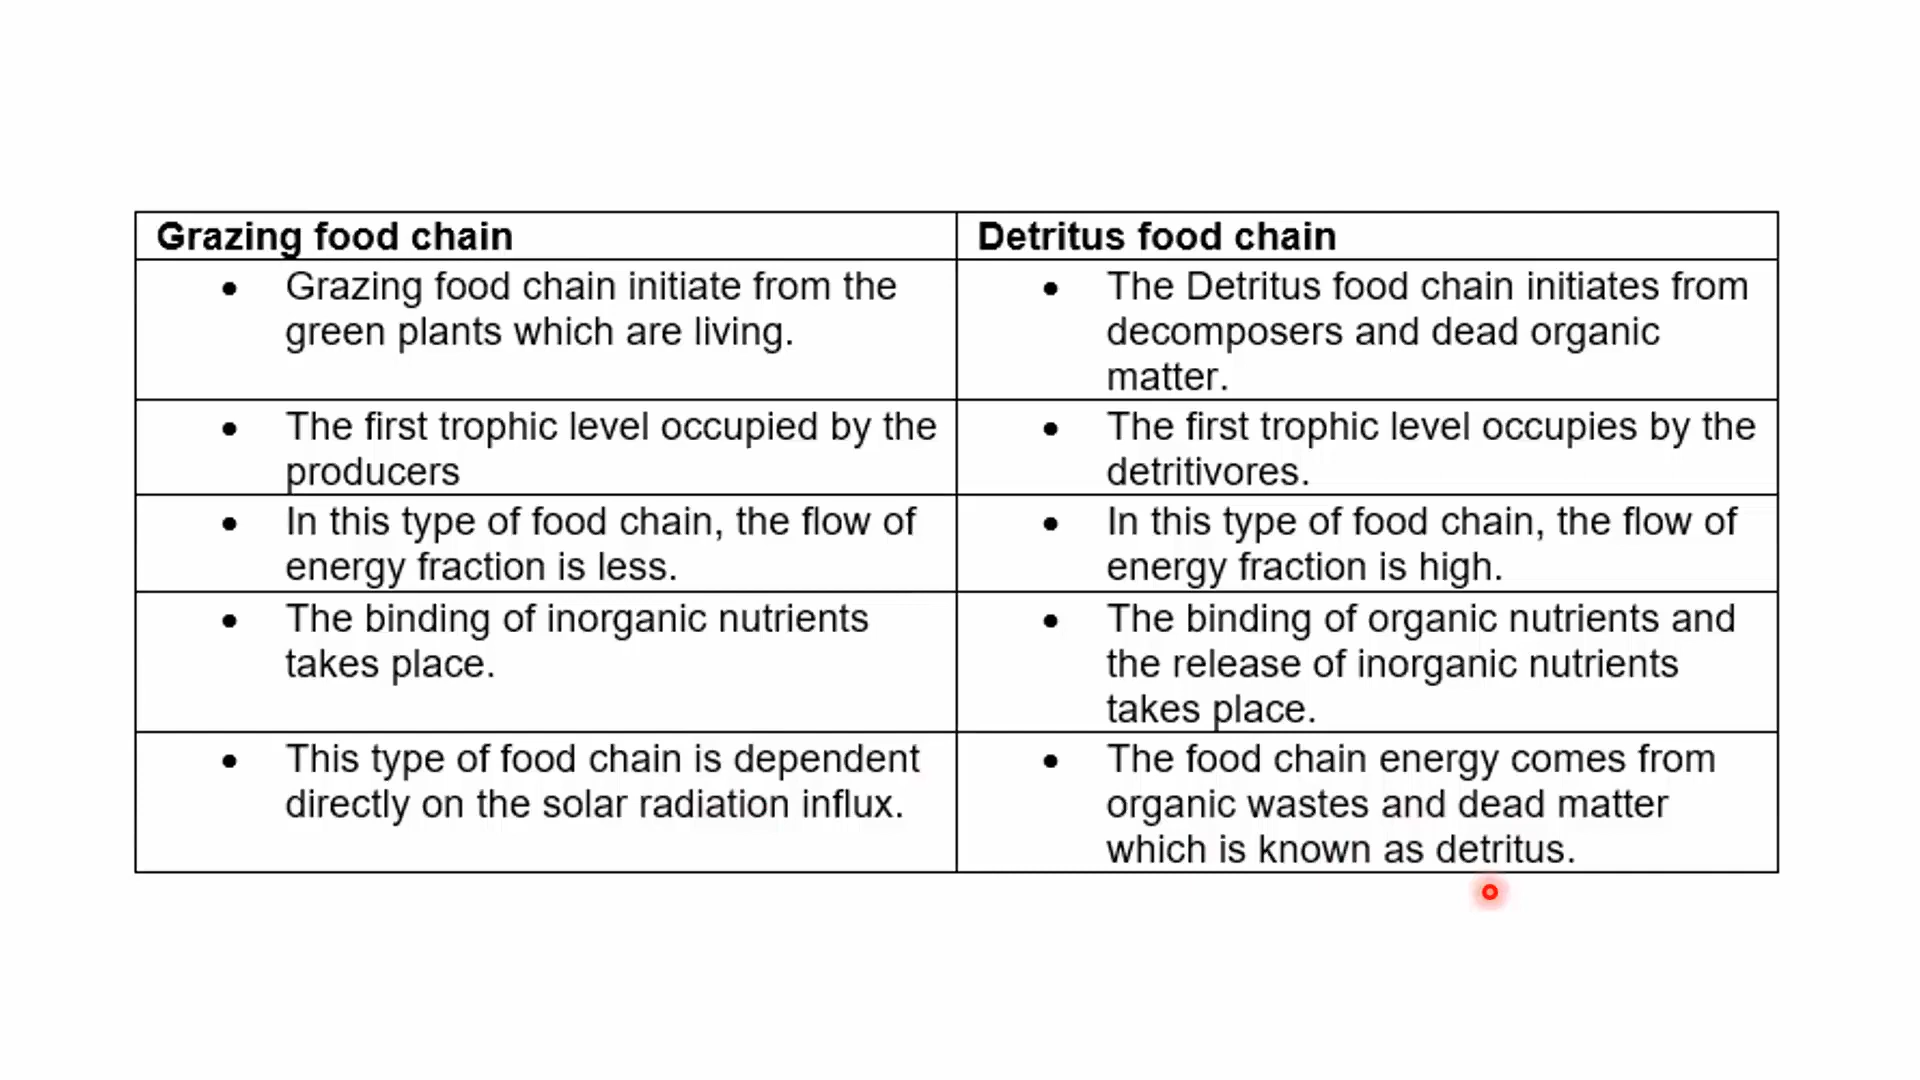 Grazing food chain
Detritus food chain
• Grazing food chain initiate from the
green plants which are living.
• The Detritus food chain initiates from
decomposers and dead organic
matter.
• The first trophic level occupied by the
producers
• The first trophic level occupies by the
detritivores.
• In this type of food chain, the flow of
energy fraction is less.
• In this type of food chain, the flow of
energy fraction is high.
• The binding of inorganic nutrients
takes place.
• The binding of organic nutrients and
the release of inorganic nutrients
takes place.
• This type of food chain is dependent
directly on the solar radiation influx.
• The food chain energy comes from
organic wastes and dead matter
which is known as detritus.